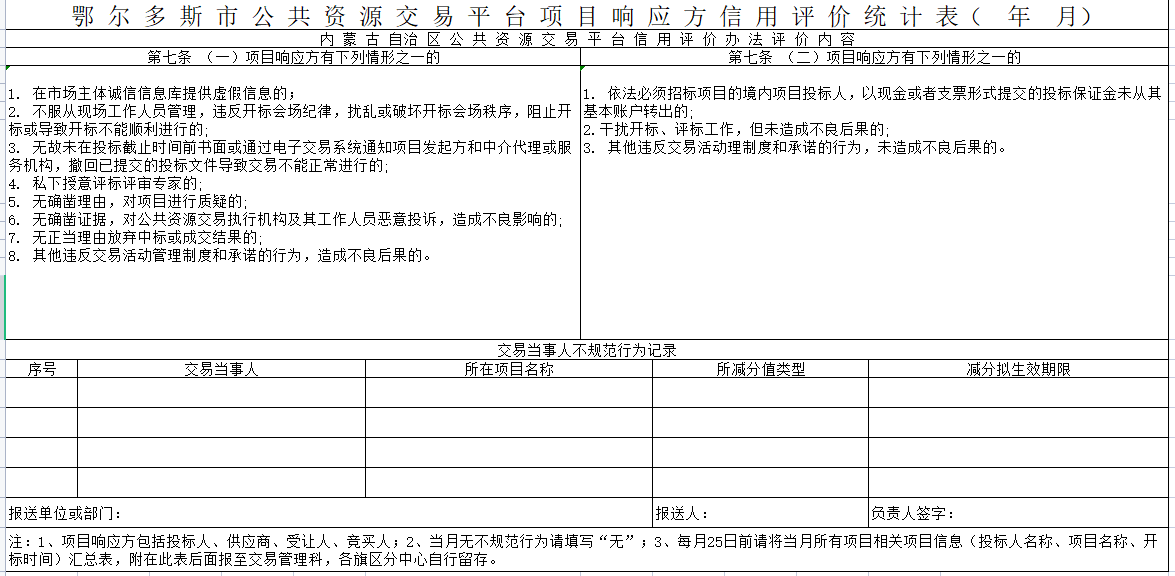 鄂尔多斯市公共资源交易平台项目响应方信用评价统计表（ 年 月）
内蒙古自治区公共资源交易平台信用评价办法评价内容
第七条 （一）项目响应方有下列情形之一的
第七条 （二）项目响应方有下列情形之一的
1. 在市场主体诚信信息库提供虚假信息的;
2. 不服从现场工作人员管理，违反开标会场纪律，扰乱或破坏开标会场秩序，阻止开
标或导致开标不能顺利进行的;
3. 无故未在投标截止时间前书面或通过电子交易系统通知项目发起方和中介代理或服
务机构，撤回已提交的投标文件导致交易不能正常进行的;
4. 私下授意评标评审专家的;
5. 无确凿理由，对项目进行质疑的;
6. 无确凿证据，对公共资源交易执行机构及其工作人员恶意投诉，造成不良影响的;
7. 无正当理由放弃中标或成交结果的;
8. 其他违反交易活动管理制度和承诺的行为，造成不良后果的。
1. 依法必须招标项目的境内项目投标人，以现金或者支票形式提交的投标保证金未从其
基本账户转出的;
2.干扰开标、评标工作，但未造成不良后果的;
3. 其他违反交易活动理制度和承诺的行为，未造成不良后果的。
交易当事人不规范行为记录
序号 交易当事人 所在项目名称 所减分值类型 减分拟生效期限
报送单位或部门： 报送人： 负责人签字：
注：1、项目响应方包括投标人、供应商、受让人、竞买人；2、当月无不规范行为请填写“无”；3、每月25日前请将当月所有项目相关项目信息（投标人名称、项目名称、开
标时间）汇总表，附在此表后面报至交易管理科，各旗区分中心自行留存。